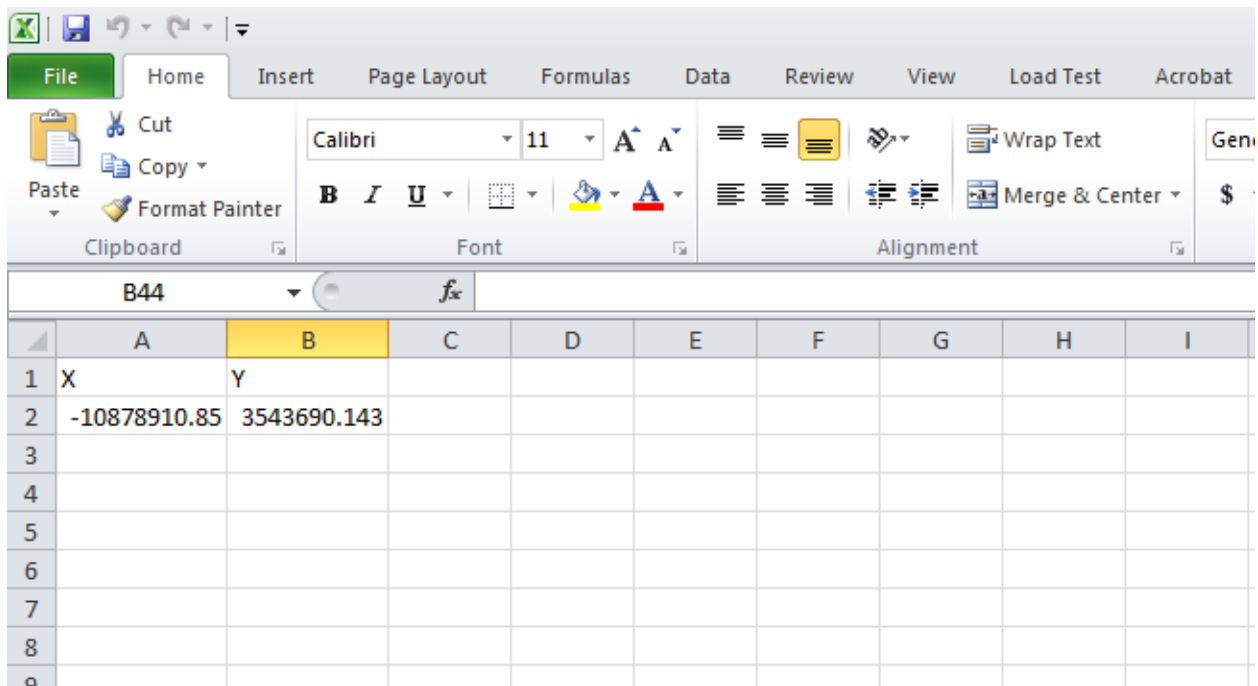 File Home Insert Page Layout Formulas Data Review View Load Test Acrobat
Cut
Copy
Paste
Format Painter
Clipboard
Calibri 11 A A
B I U A
Font
Wrap Text
Merge & Center
Alignment
Gen
$
B44 fx
A B C D E F G H I
1 X Y
2 -10878910.85 3543690.143
3
4
5
6
7
8
9